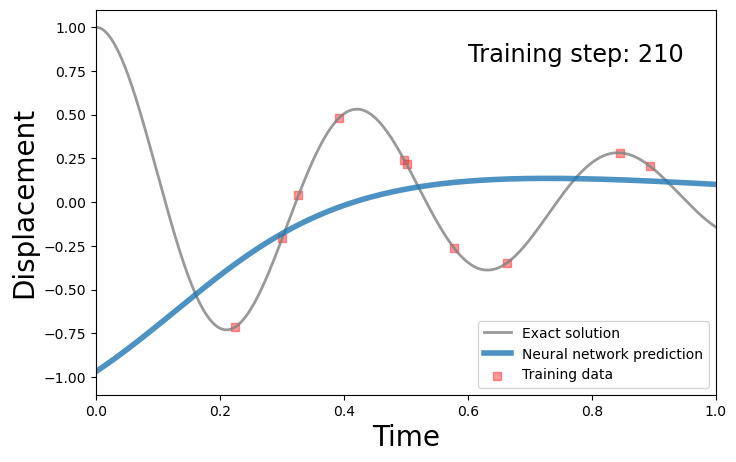 Training step: 210
Displacement
1.00
0.75
0.50
0.25
0.00
−0.25
−0.50
−0.75
−1.00
Exact solution
Neural network prediction
Training data
0.0 0.2 0.4 0.6 0.8 1.0
Time